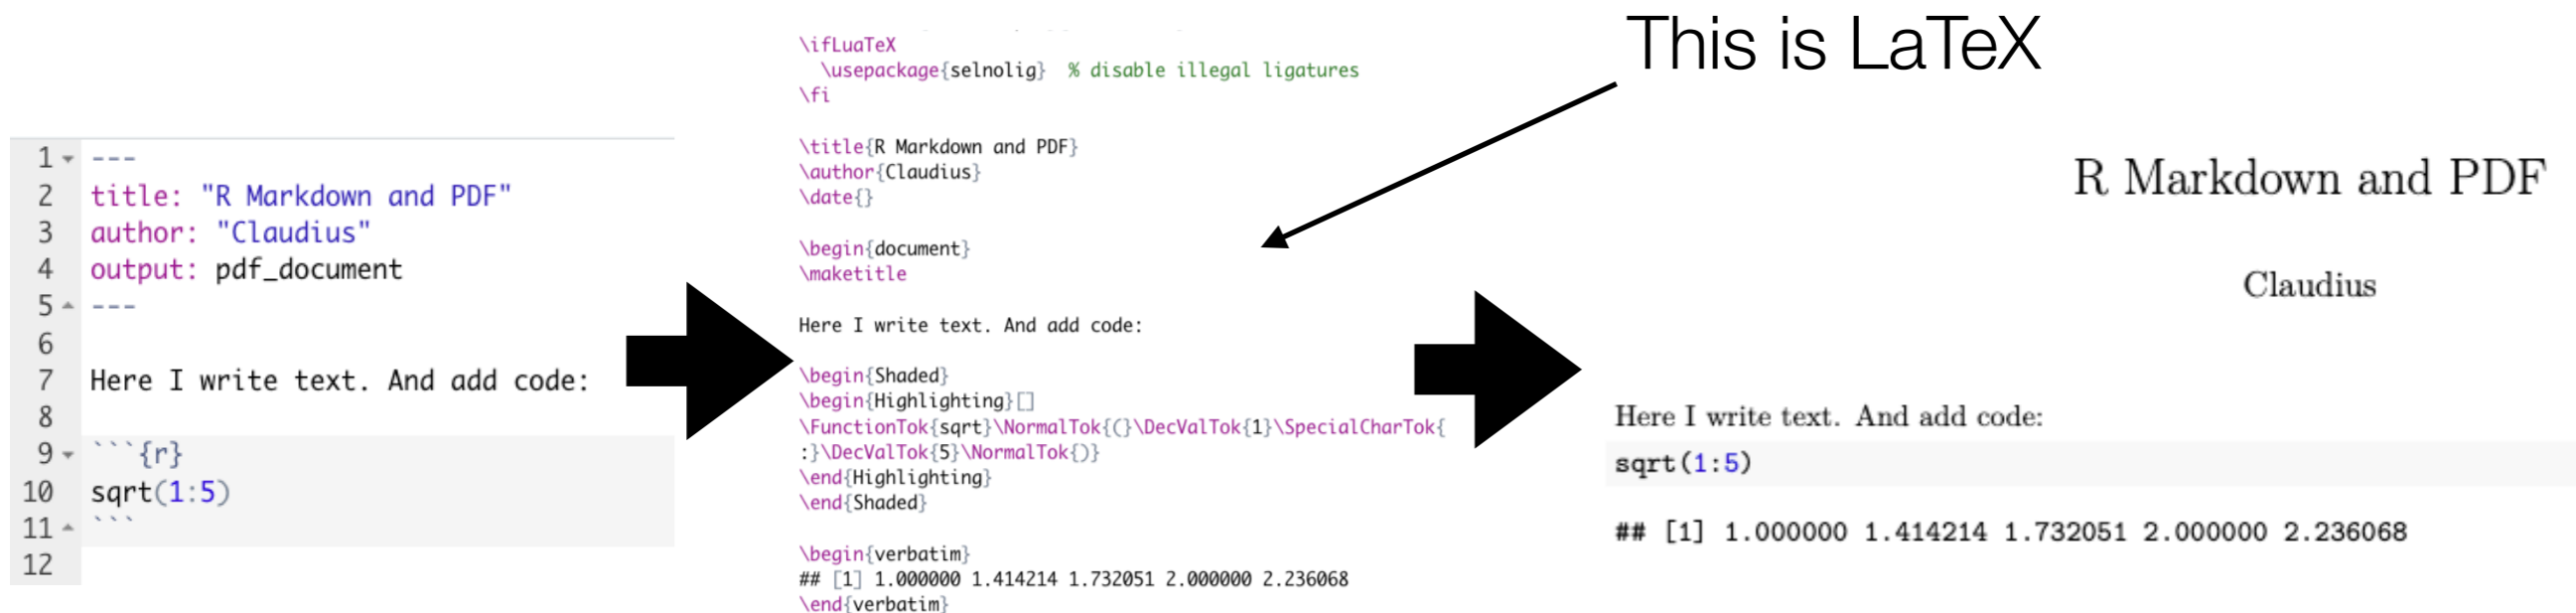 This is LaTeX
1 ---
2 title: "R Markdown and PDF"
3 author: "Claudius"
4 output: pdf_document
5 ---
6
7 Here I write text. And add code:
8
9 ```{r}
10 sqrt(1:5)
11 ```
12
\ifLuaTeX
  \usepackage{selnolig}  % disable illegal ligatures
\fi
\title{R Markdown and PDF}
\author{Claudius}
\date{}
\begin{document}
\maketitle
Here I write text. And add code:
\begin{Shaded}
\begin{Highlighting}[]
\FunctionTok{sqrt}\NormalTok{(}\DecValTok{1}\SpecialCharTok{
:}\DecValTok{5}\NormalTok{)}
\end{Highlighting}
\end{Shaded}
\begin{verbatim}
## [1] 1.000000 1.414214 1.732051 2.000000 2.236068
\end{verbatim}
R Markdown and PDF
Claudius
Here I write text. And add code:
sqrt(1:5)
## [1] 1.000000 1.414214 1.732051 2.000000 2.236068